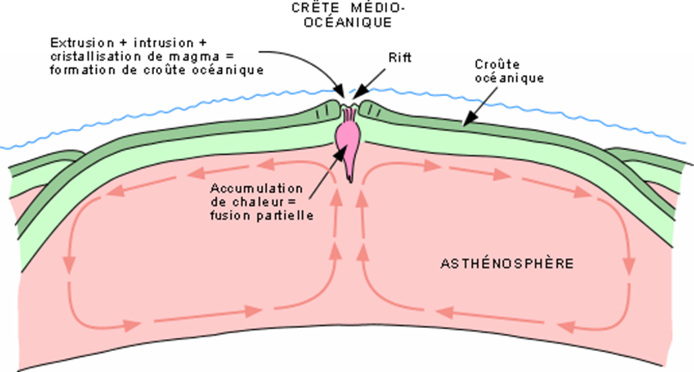 CRÊTE MÉDIO-
OCÉANIQUE
Extrusion + intrusion +
cristallisation de magma =
formation de croûte océanique
Rift
Croûte
océanique
Accumulation
de chaleur =
fusion partielle
ASTHÉNOSPHÈRE